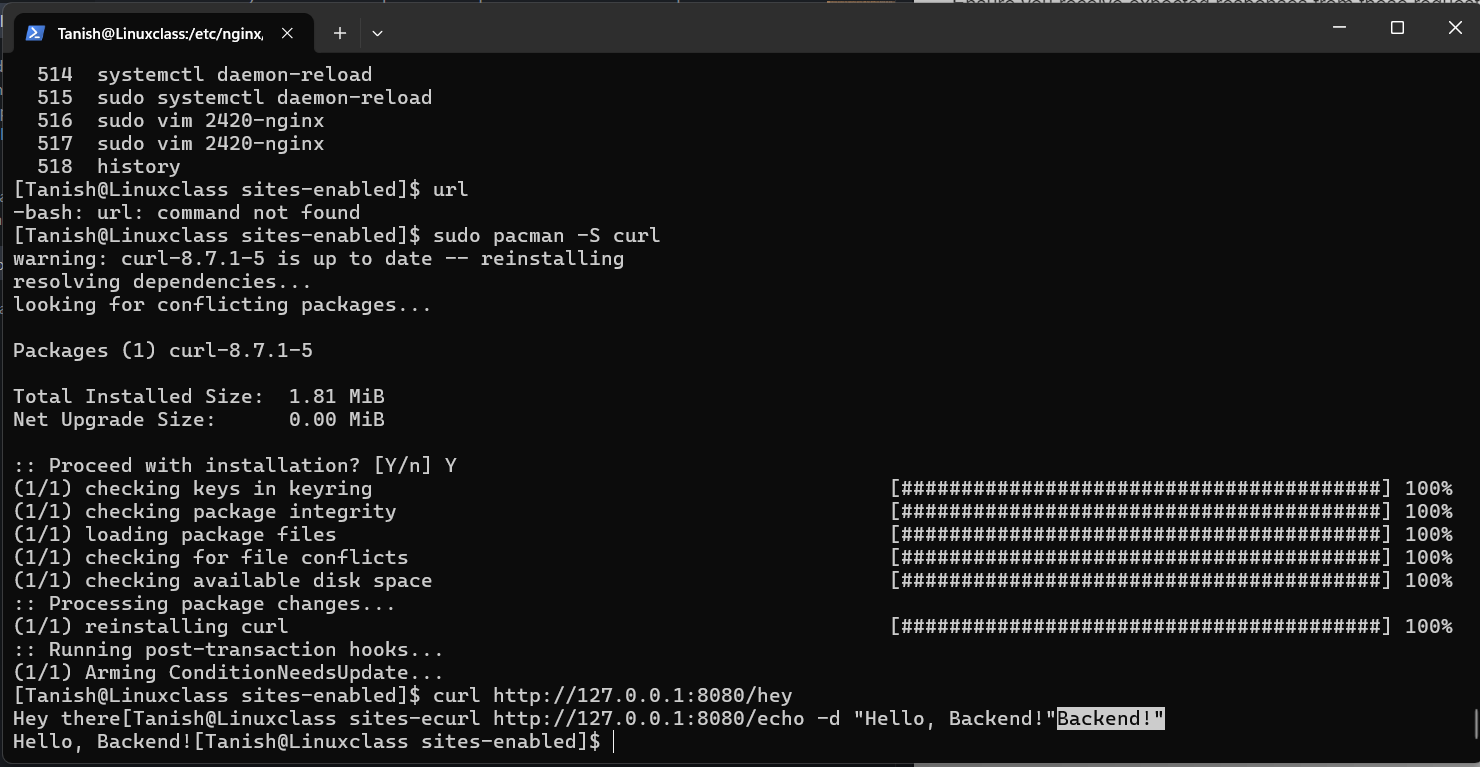 Tanish@Linuxclass:/etc/nginx,
514  systemctl daemon-reload
515  sudo systemctl daemon-reload
516  sudo vim 2420-nginx
517  sudo vim 2420-nginx
518  history
[Tanish@Linuxclass sites-enabled]$ url
-bash: url: command not found
[Tanish@Linuxclass sites-enabled]$ sudo pacman -S curl
warning: curl-8.7.1-5 is up to date -- reinstalling
resolving dependencies...
looking for conflicting packages...
Packages (1) curl-8.7.1-5
Total Installed Size:  1.81 MiB
Net Upgrade Size:      0.00 MiB
:: Proceed with installation? [Y/n] Y
(1/1) checking keys in keyring [########################################] 100%
(1/1) checking package integrity [########################################] 100%
(1/1) loading package files [########################################] 100%
(1/1) checking for file conflicts [########################################] 100%
(1/1) checking available disk space [########################################] 100%
:: Processing package changes...
(1/1) reinstalling curl [########################################] 100%
:: Running post-transaction hooks...
(1/1) Arming ConditionNeedsUpdate...
[Tanish@Linuxclass sites-enabled]$ curl http://127.0.0.1:8080/hey
Hey there[Tanish@Linuxclass sites-ecurl http://127.0.0.1:8080/echo -d "Hello, Backend!"Backend!"
Hello, Backend![Tanish@Linuxclass sites-enabled]$